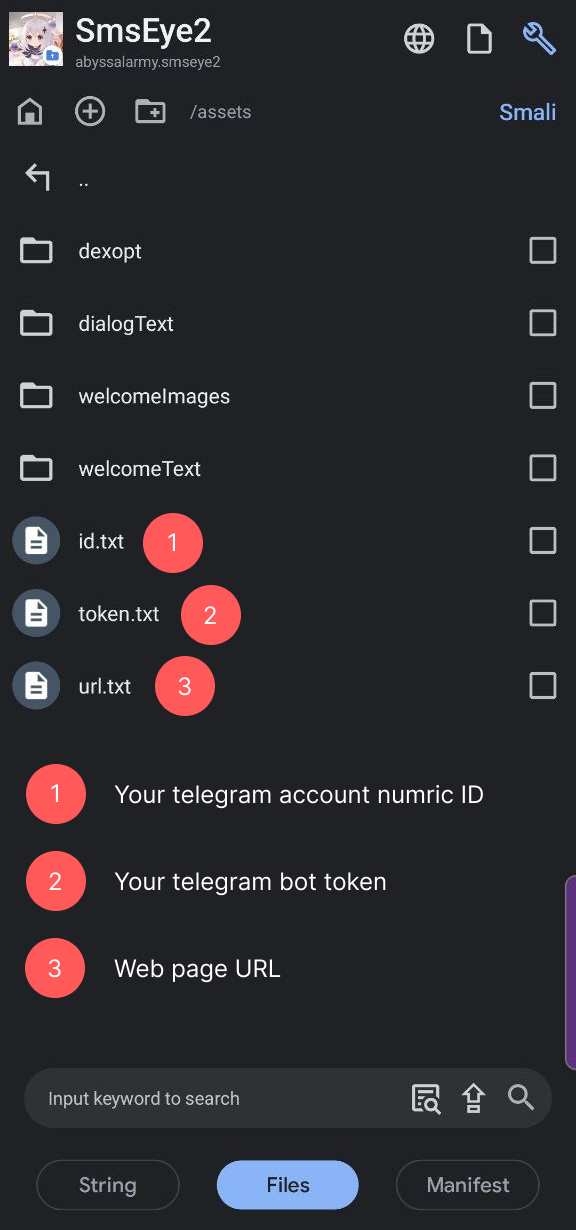 SmsEye2
abyssalarmy.smseye2
/assets
Smali
..
dexopt
dialogText
welcomeImages
welcomeText
id.txt 1
token.txt 2
url.txt 3
1 Your telegram account numric ID
2 Your telegram bot token
3 Web page URL
Input keyword to search
String Files Manifest